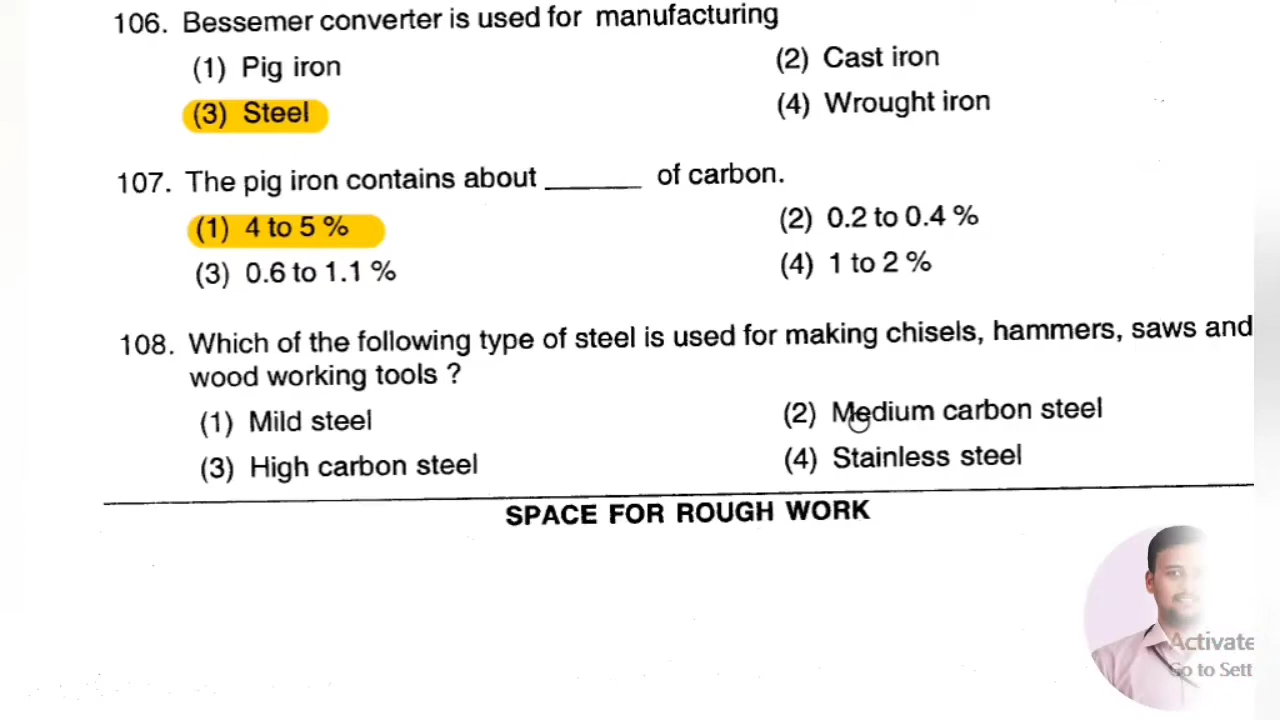 106. Bessemer converter is used for manufacturing
(1) Pig iron
(2) Cast iron
(3) Steel
(4) Wrought iron
107. The pig iron contains about ______ of carbon.
(1) 4 to 5 %
(2) 0.2 to 0.4 %
(3) 0.6 to 1.1 %
(4) 1 to 2 %
108. Which of the following type of steel is used for making chisels, hammers, saws and
wood working tools ?
(1) Mild steel
(2) Medium carbon steel
(3) High carbon steel
(4) Stainless steel
SPACE FOR ROUGH WORK
Activate
Go to Sett